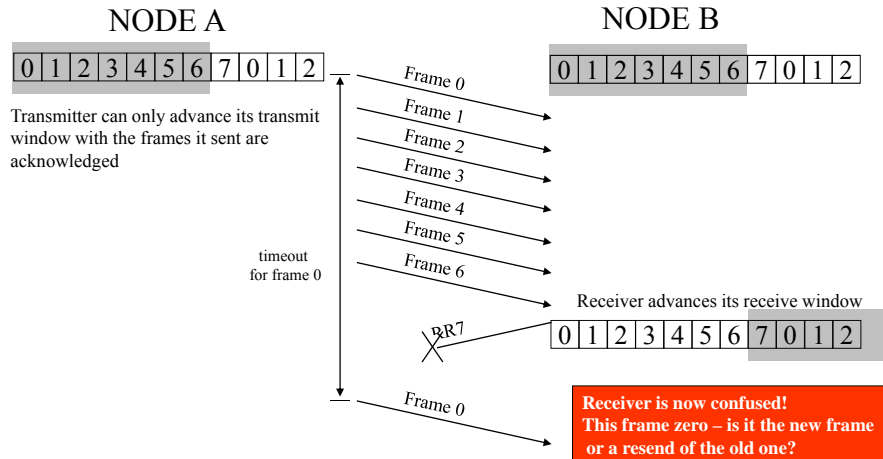 NODE A
NODE B
0 1 2 3 4 5 6 7 0 1 2
0 1 2 3 4 5 6 7 0 1 2
Transmitter can only advance its transmit
window with the frames it sent are
acknowledged
Frame 0
Frame 1
Frame 2
Frame 3
Frame 4
Frame 5
Frame 6
timeout
for frame 0
Receiver advances its receive window
RR7
0 1 2 3 4 5 6 7 0 1 2
Frame 0
Receiver is now confused!
This frame zero – is it the new frame
or a resend of the old one?